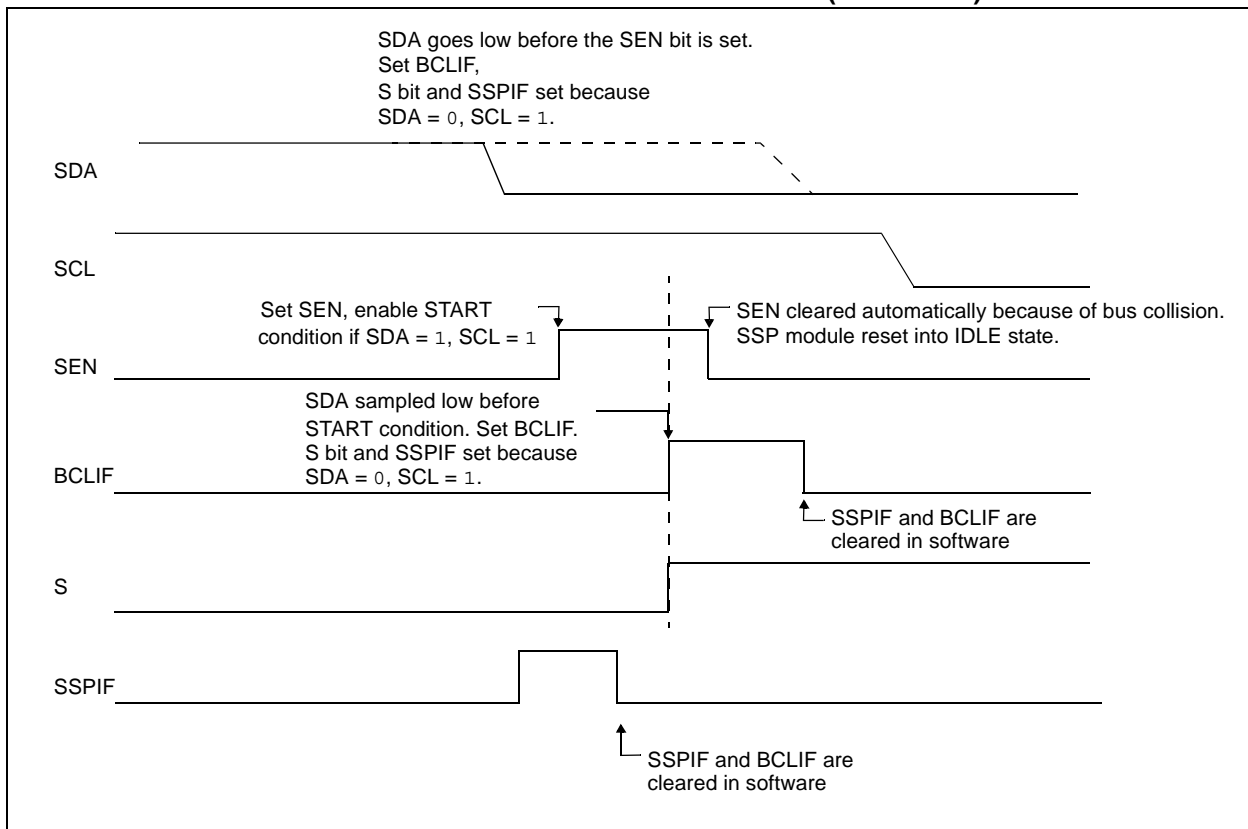 SDA goes low before the SEN bit is set.
Set BCLIF,
S bit and SSPIF set because
SDA = 0, SCL = 1.
SDA
SCL
Set SEN, enable START
condition if SDA = 1, SCL = 1
SEN cleared automatically because of bus collision.
SSP module reset into IDLE state.
SEN
SDA sampled low before
START condition. Set BCLIF.
S bit and SSPIF set because
SDA = 0, SCL = 1.
BCLIF
SSPIF and BCLIF are
cleared in software
S
SSPIF
SSPIF and BCLIF are
cleared in software